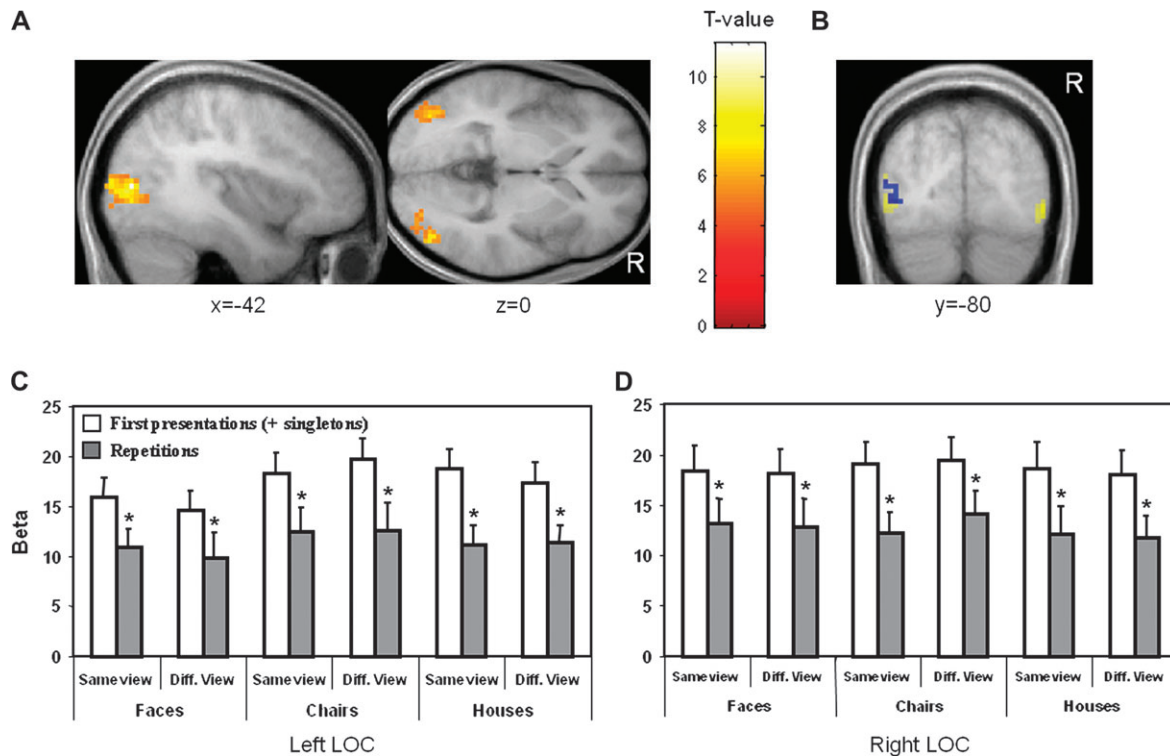 A
T-value
B
10
8
6
4
2
0
R
R
x=-42
z=0
y=-80
C
25
20
15
10
5
0
Beta
First presentations (+ singletons)
Repetitions
*
*
*
*
*
*
Same view
Diff. View
Same view
Diff. View
Same view
Diff. View
Faces
Chairs
Houses
Left LOC
D
25
20
15
10
5
0
*
*
*
*
*
*
Same view
Diff. View
Same view
Diff. View
Same view
Diff. View
Faces
Chairs
Houses
Right LOC